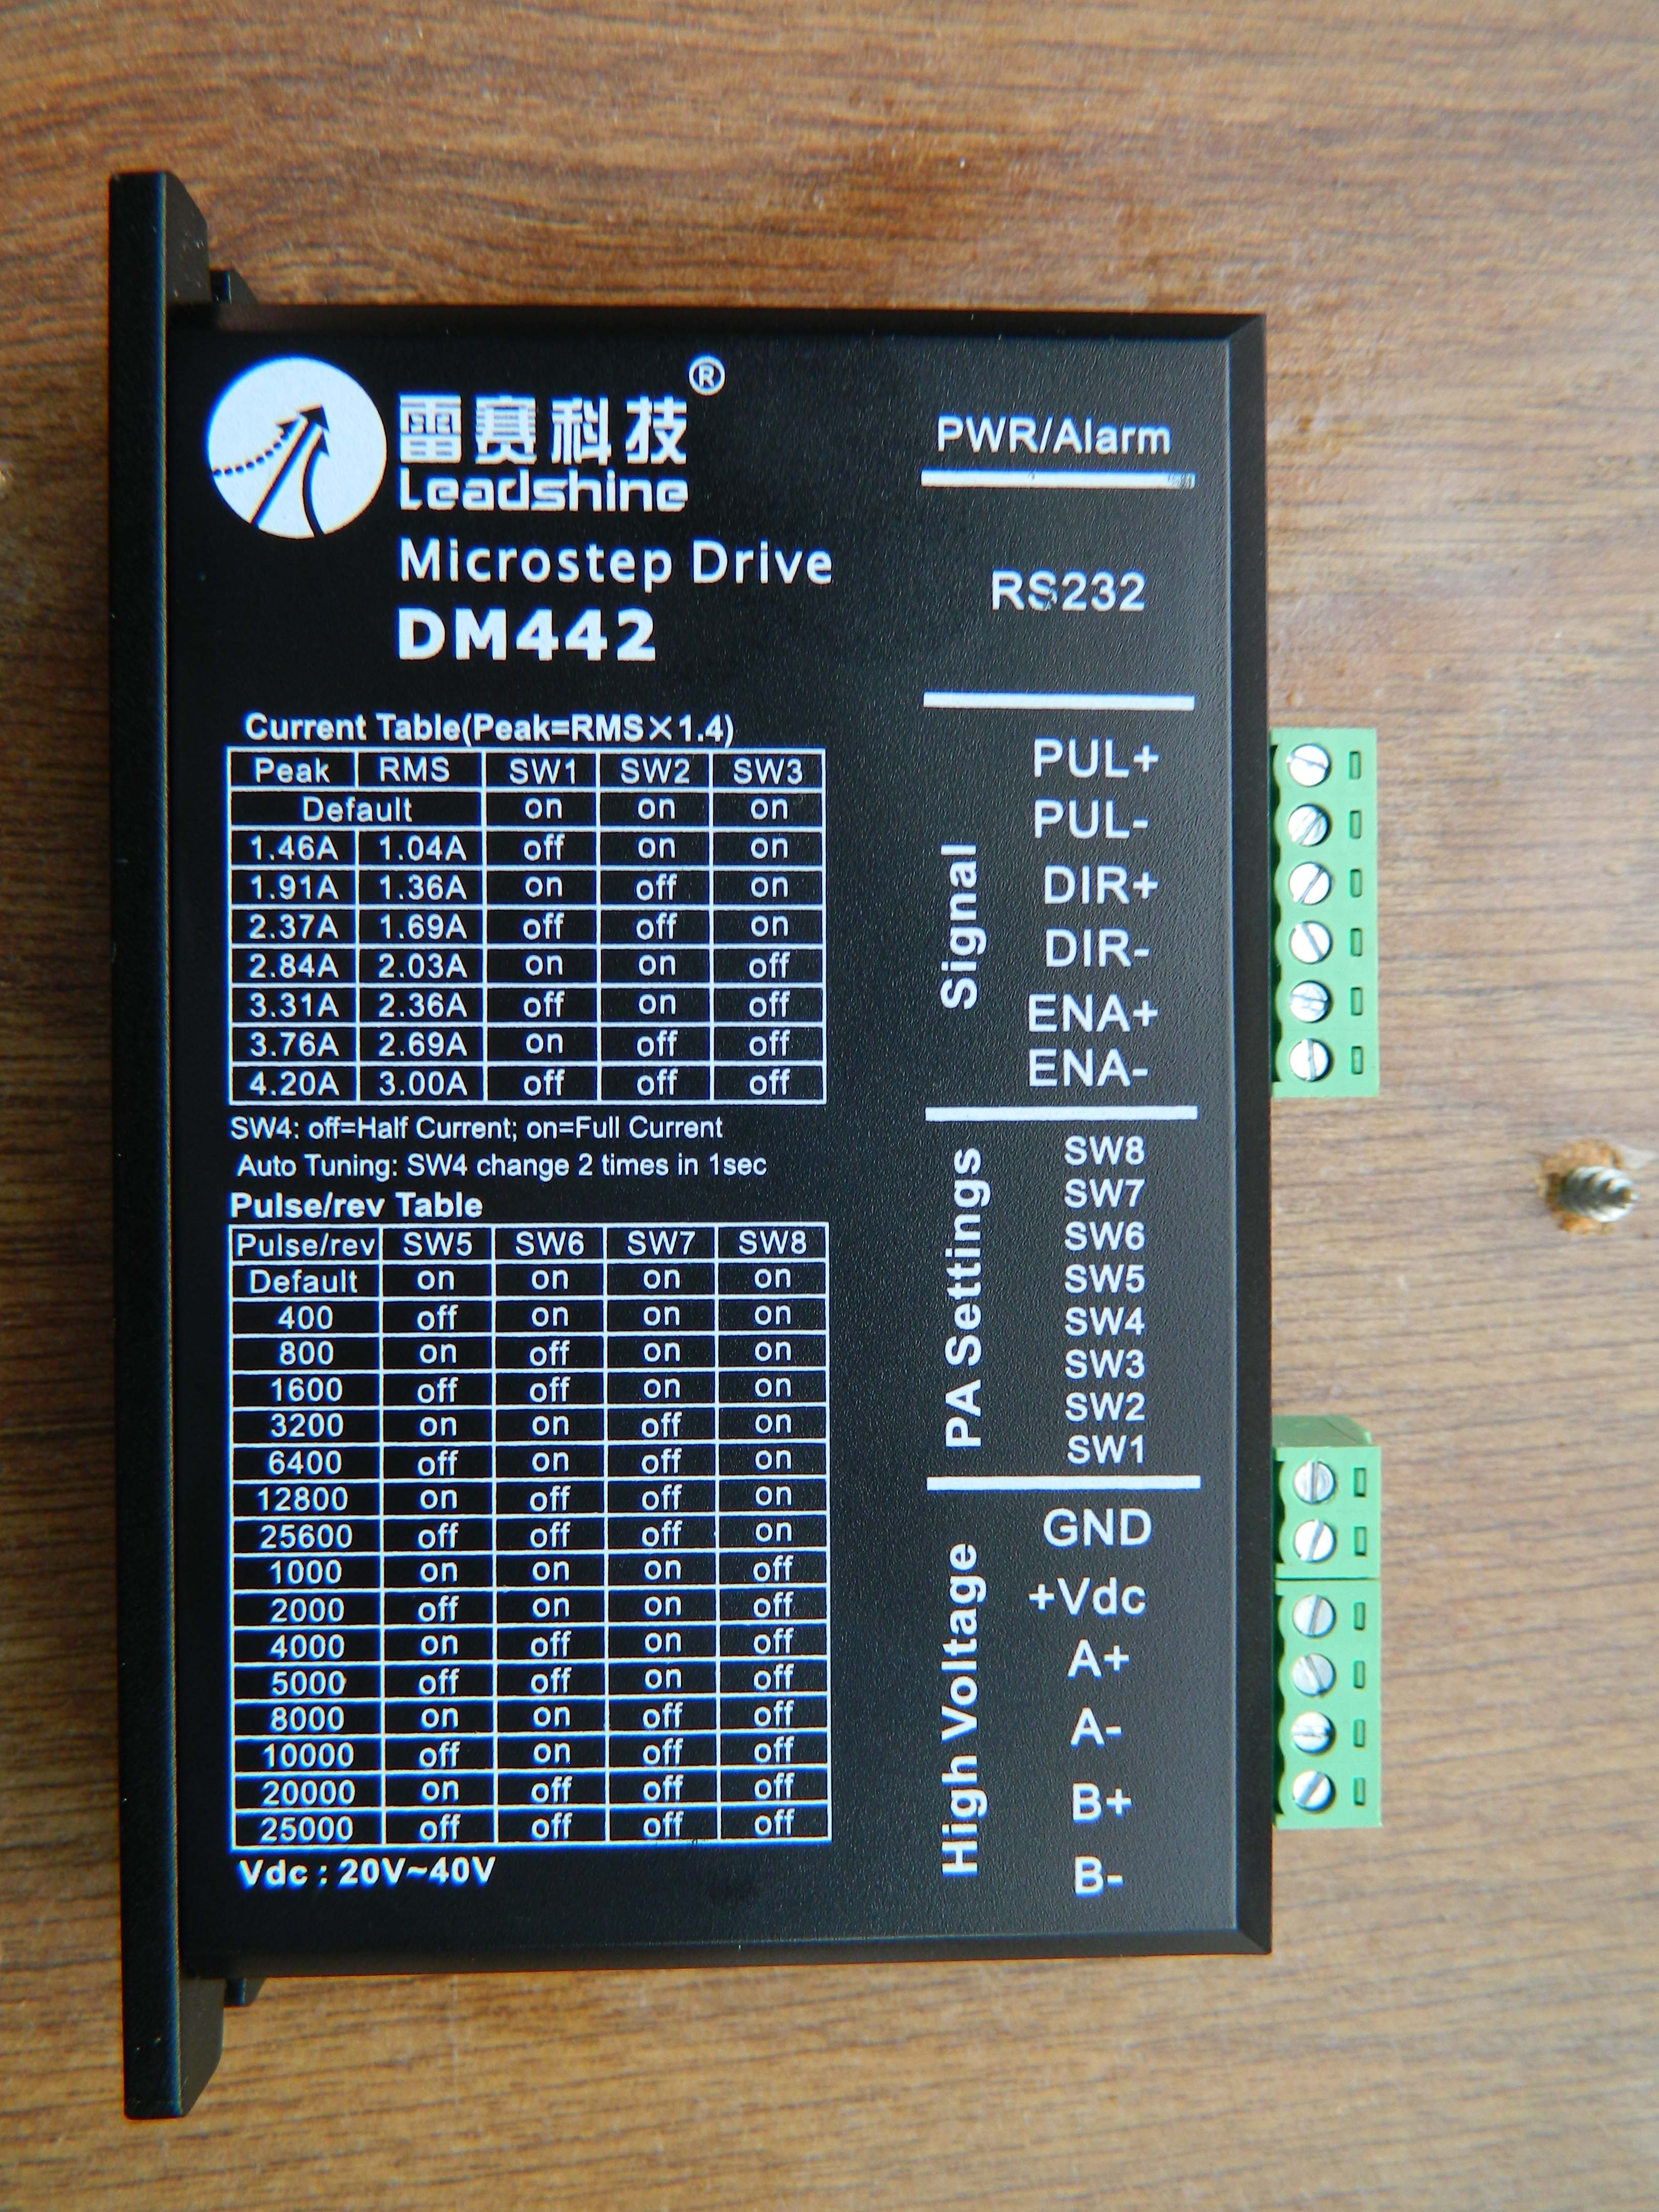 雷赛科技®
Leadshine
Microstep Drive
DM442
Current Table(Peak=RMS×1.4)
Peak RMS SW1 SW2 SW3
Default on on on
1.46A 1.04A off on on
1.91A 1.36A on off on
2.37A 1.69A off off on
2.84A 2.03A on on off
3.31A 2.36A off on off
3.76A 2.69A on off off
4.20A 3.00A off off off
SW4: off=Half Current; on=Full Current
Auto Tuning: SW4 change 2 times in 1sec
Pulse/rev Table
Pulse/rev SW5 SW6 SW7 SW8
Default on on on on
400 off on on on
800 on off on on
1600 off off on on
3200 on on off on
6400 off on off on
12800 on off off on
25600 off off off on
1000 on on on off
2000 off on on off
4000 on off on off
5000 off off on off
8000 on on off off
10000 off on off off
20000 on off off off
25000 off off off off
Vdc : 20V~40V
PWR/Alarm
RS232
Signal
PUL+
PUL-
DIR+
DIR-
ENA+
ENA-
PA Settings
SW8
SW7
SW6
SW5
SW4
SW3
SW2
SW1
High Voltage
GND
+Vdc
A+
A-
B+
B-